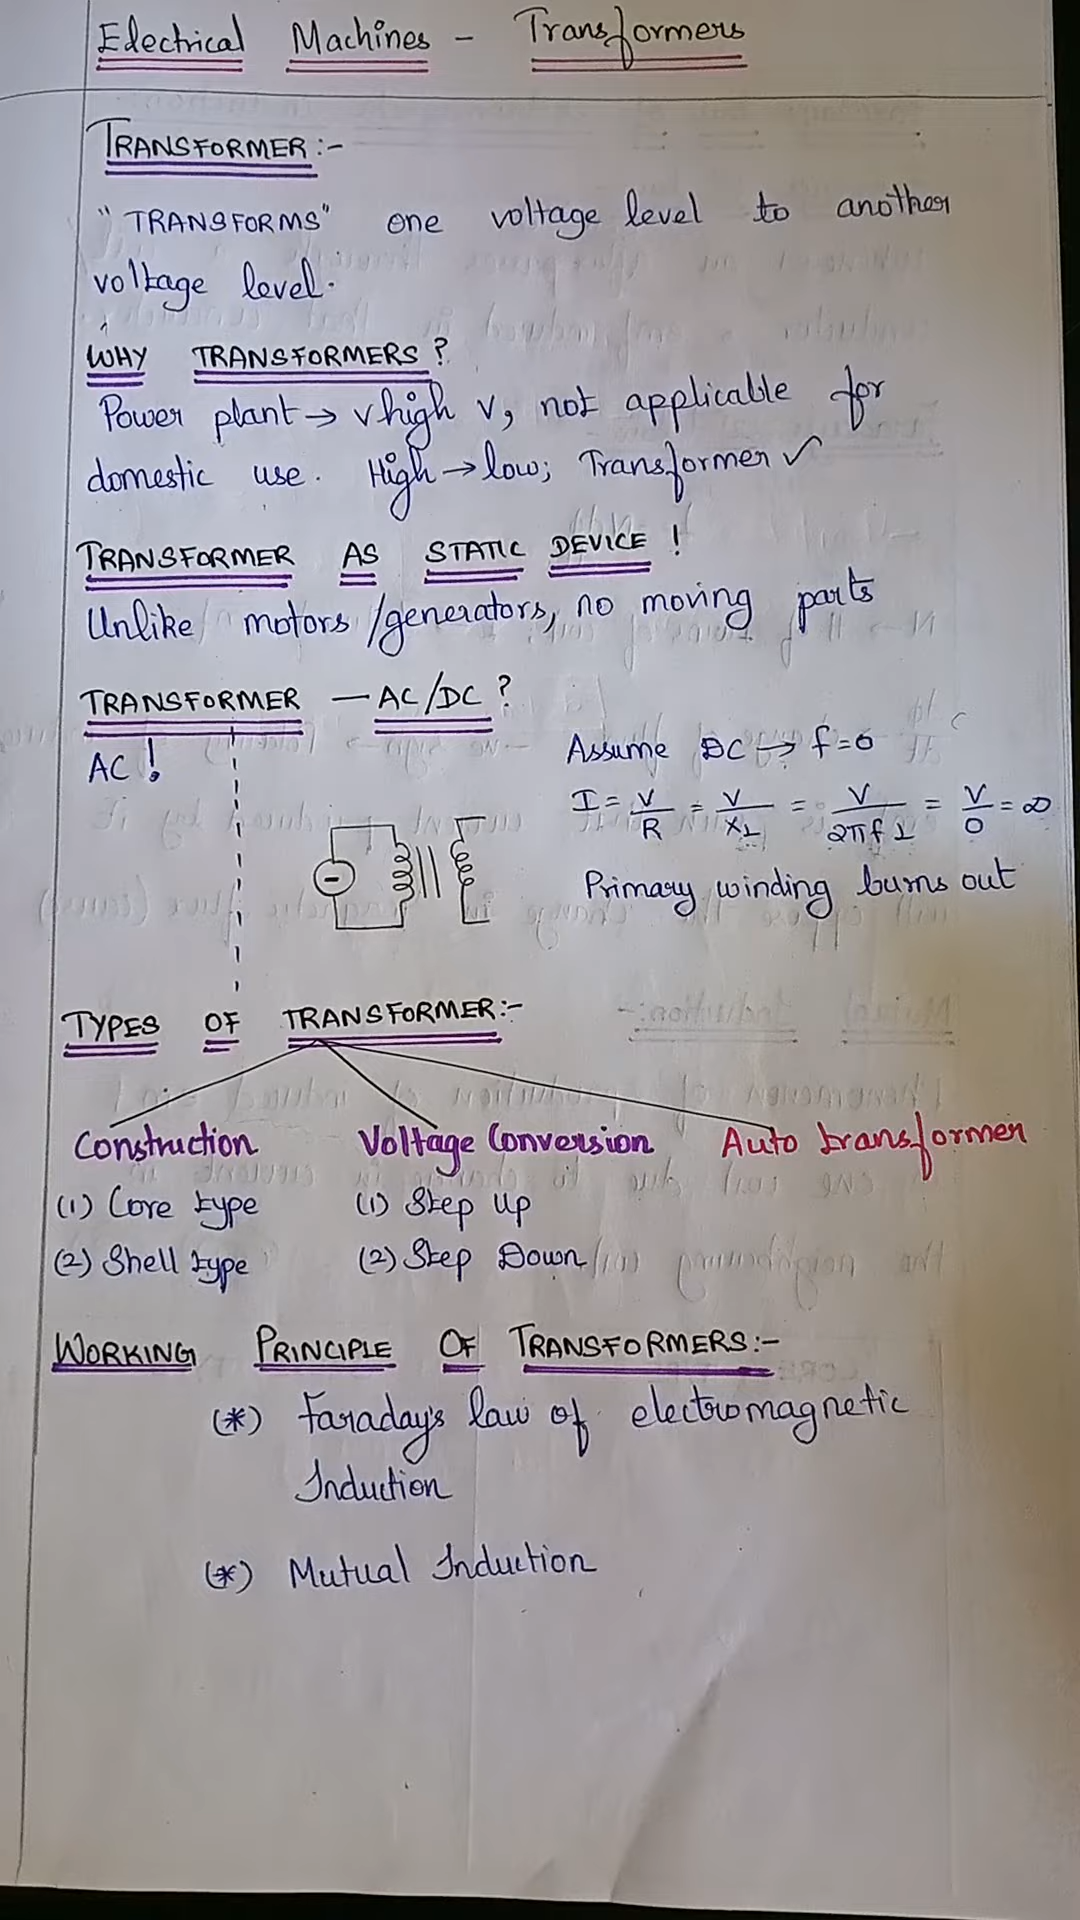 Electrical Machines - Transformers
TRANSFORMER :-
"TRANSFORMS" one voltage level to another
voltage level.
WHY TRANSFORMERS?
Power plant → vhigh v, not applicable for
domestic use. High → low; Transformer ✓
TRANSFORMER AS STATIC DEVICE !
Unlike motors /generators, no moving parts
TRANSFORMER — AC/DC ?
AC !
Assume DC → f=0
I = V/R = V/XL = V/2πfL = V/0 = ∞
Primary winding burns out
TYPES OF TRANSFORMER:-
Construction Voltage Conversion Auto transformer
(1) Core type (1) Step Up
(2) Shell type (2) Step Down
WORKING PRINCIPLE OF TRANSFORMERS:-
(*) Faraday's law of electromagnetic
Induction
(*) Mutual Induction